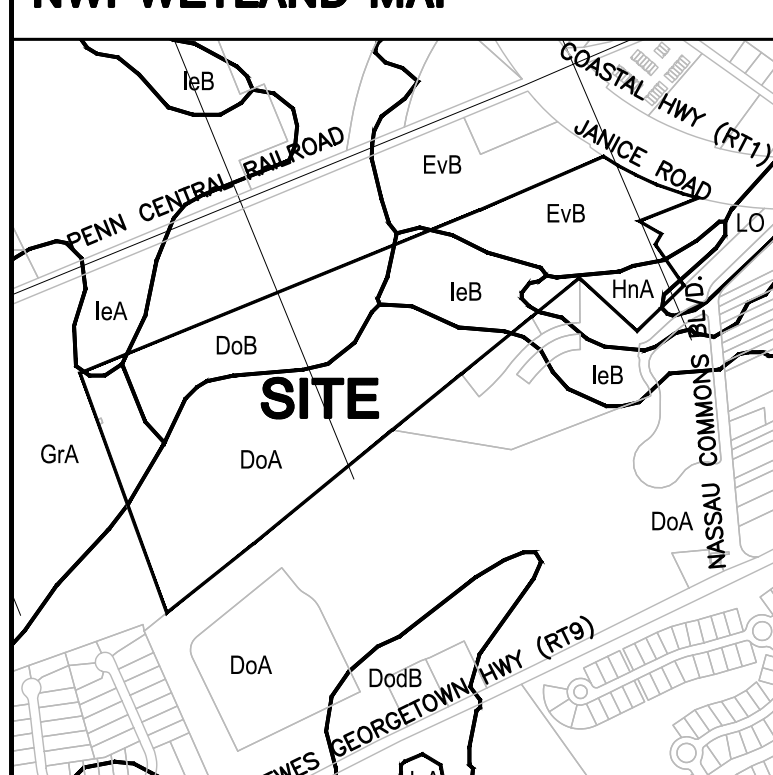 NWI WETLAND MAP
IeB
COASTAL HWY (RT1)
JANICE ROAD
PENN CENTRAL RAILROAD
EvB
EvB
LO
IeB
HnA
IeA
DoB
IeB
SITE
GrA
DoA
NASSAU COMMONS BLVD.
DoA
DoA
DodB
GEORGETOWN HWY (RT9)